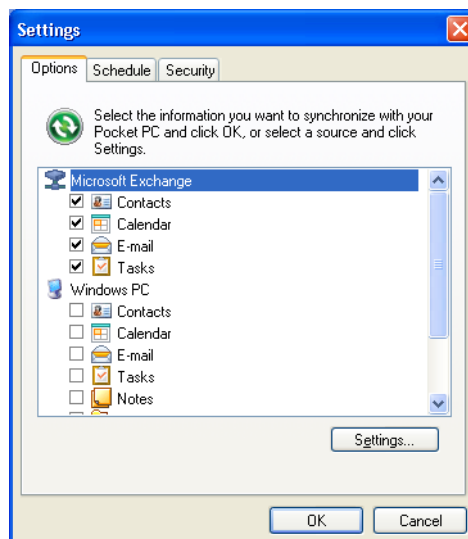 Settings
Options Schedule Security
Select the information you want to synchronize with your
Pocket PC and click OK, or select a source and click
Settings.
Microsoft Exchange
Contacts
Calendar
E-mail
Tasks
Windows PC
Contacts
Calendar
E-mail
Tasks
Notes
Settings...
OK Cancel